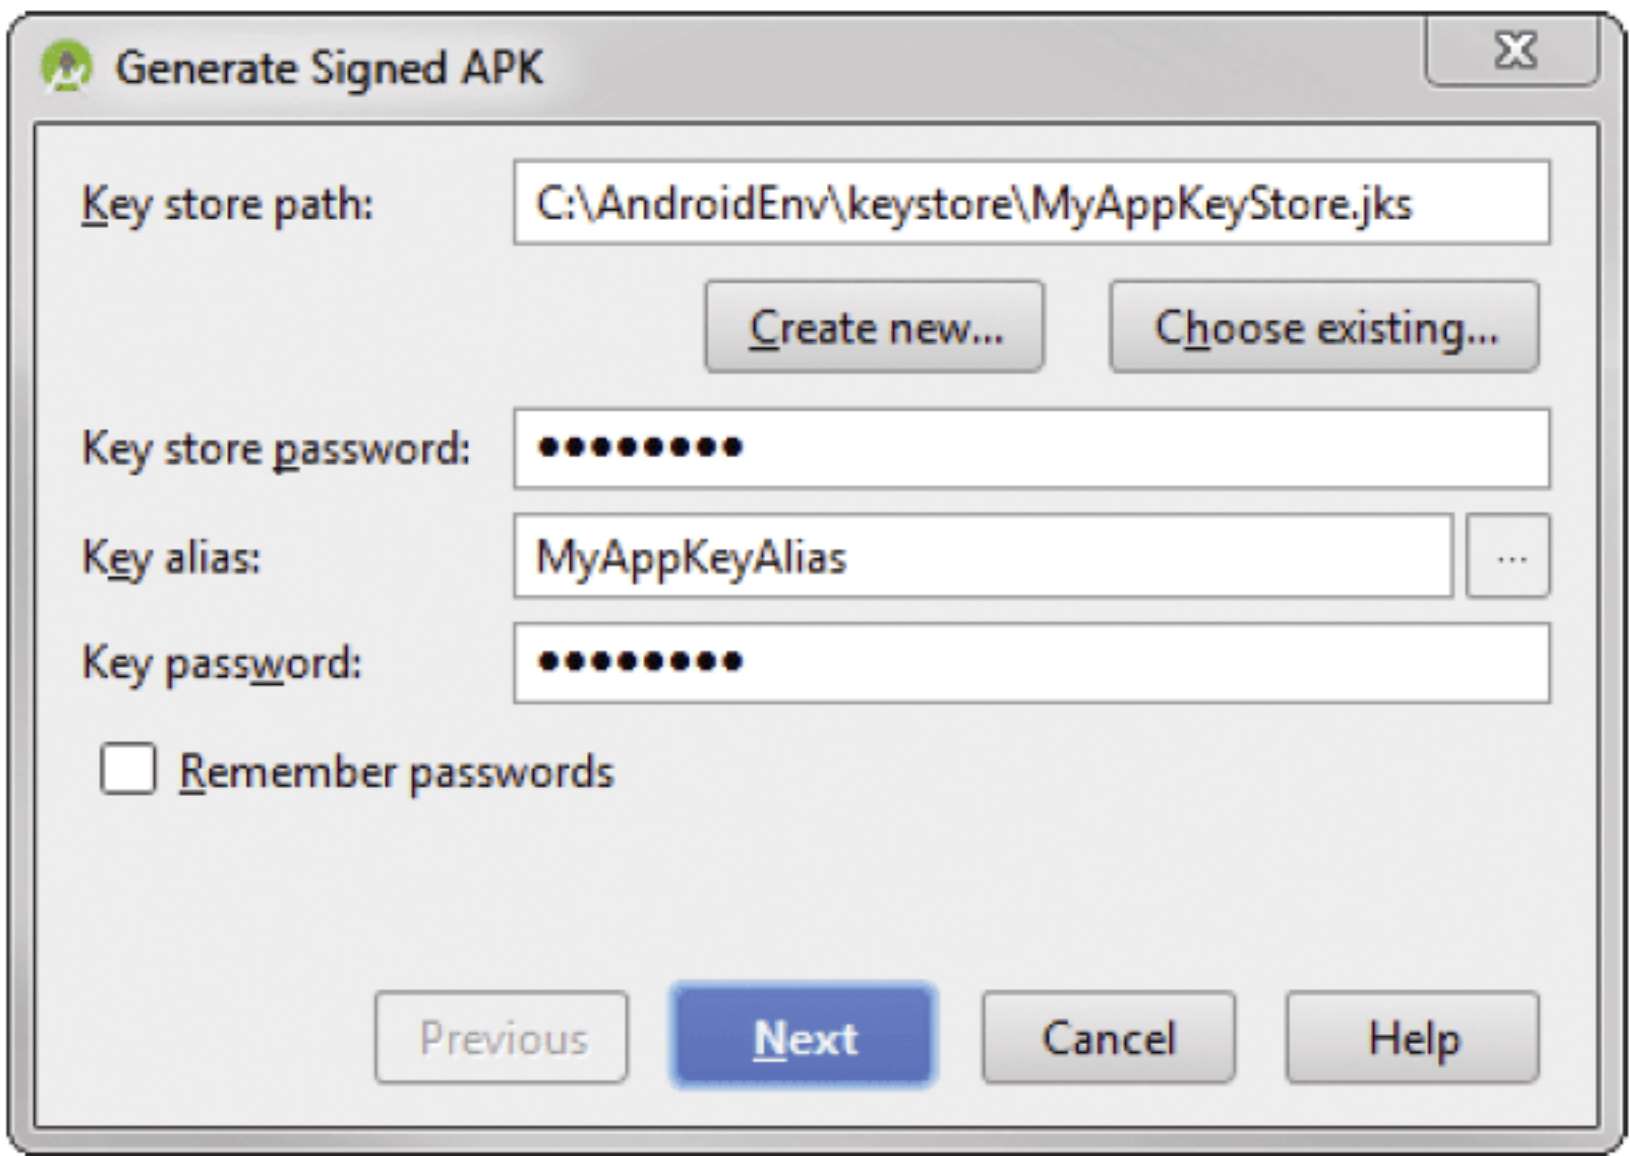 Generate Signed APK
Key store path: C:\AndroidEnv\keystore\MyAppKeyStore.jks
Create new... Choose existing...
Key store password: ••••••••
Key alias: MyAppKeyAlias ...
Key password: ••••••••
Remember passwords
Previous Next Cancel Help